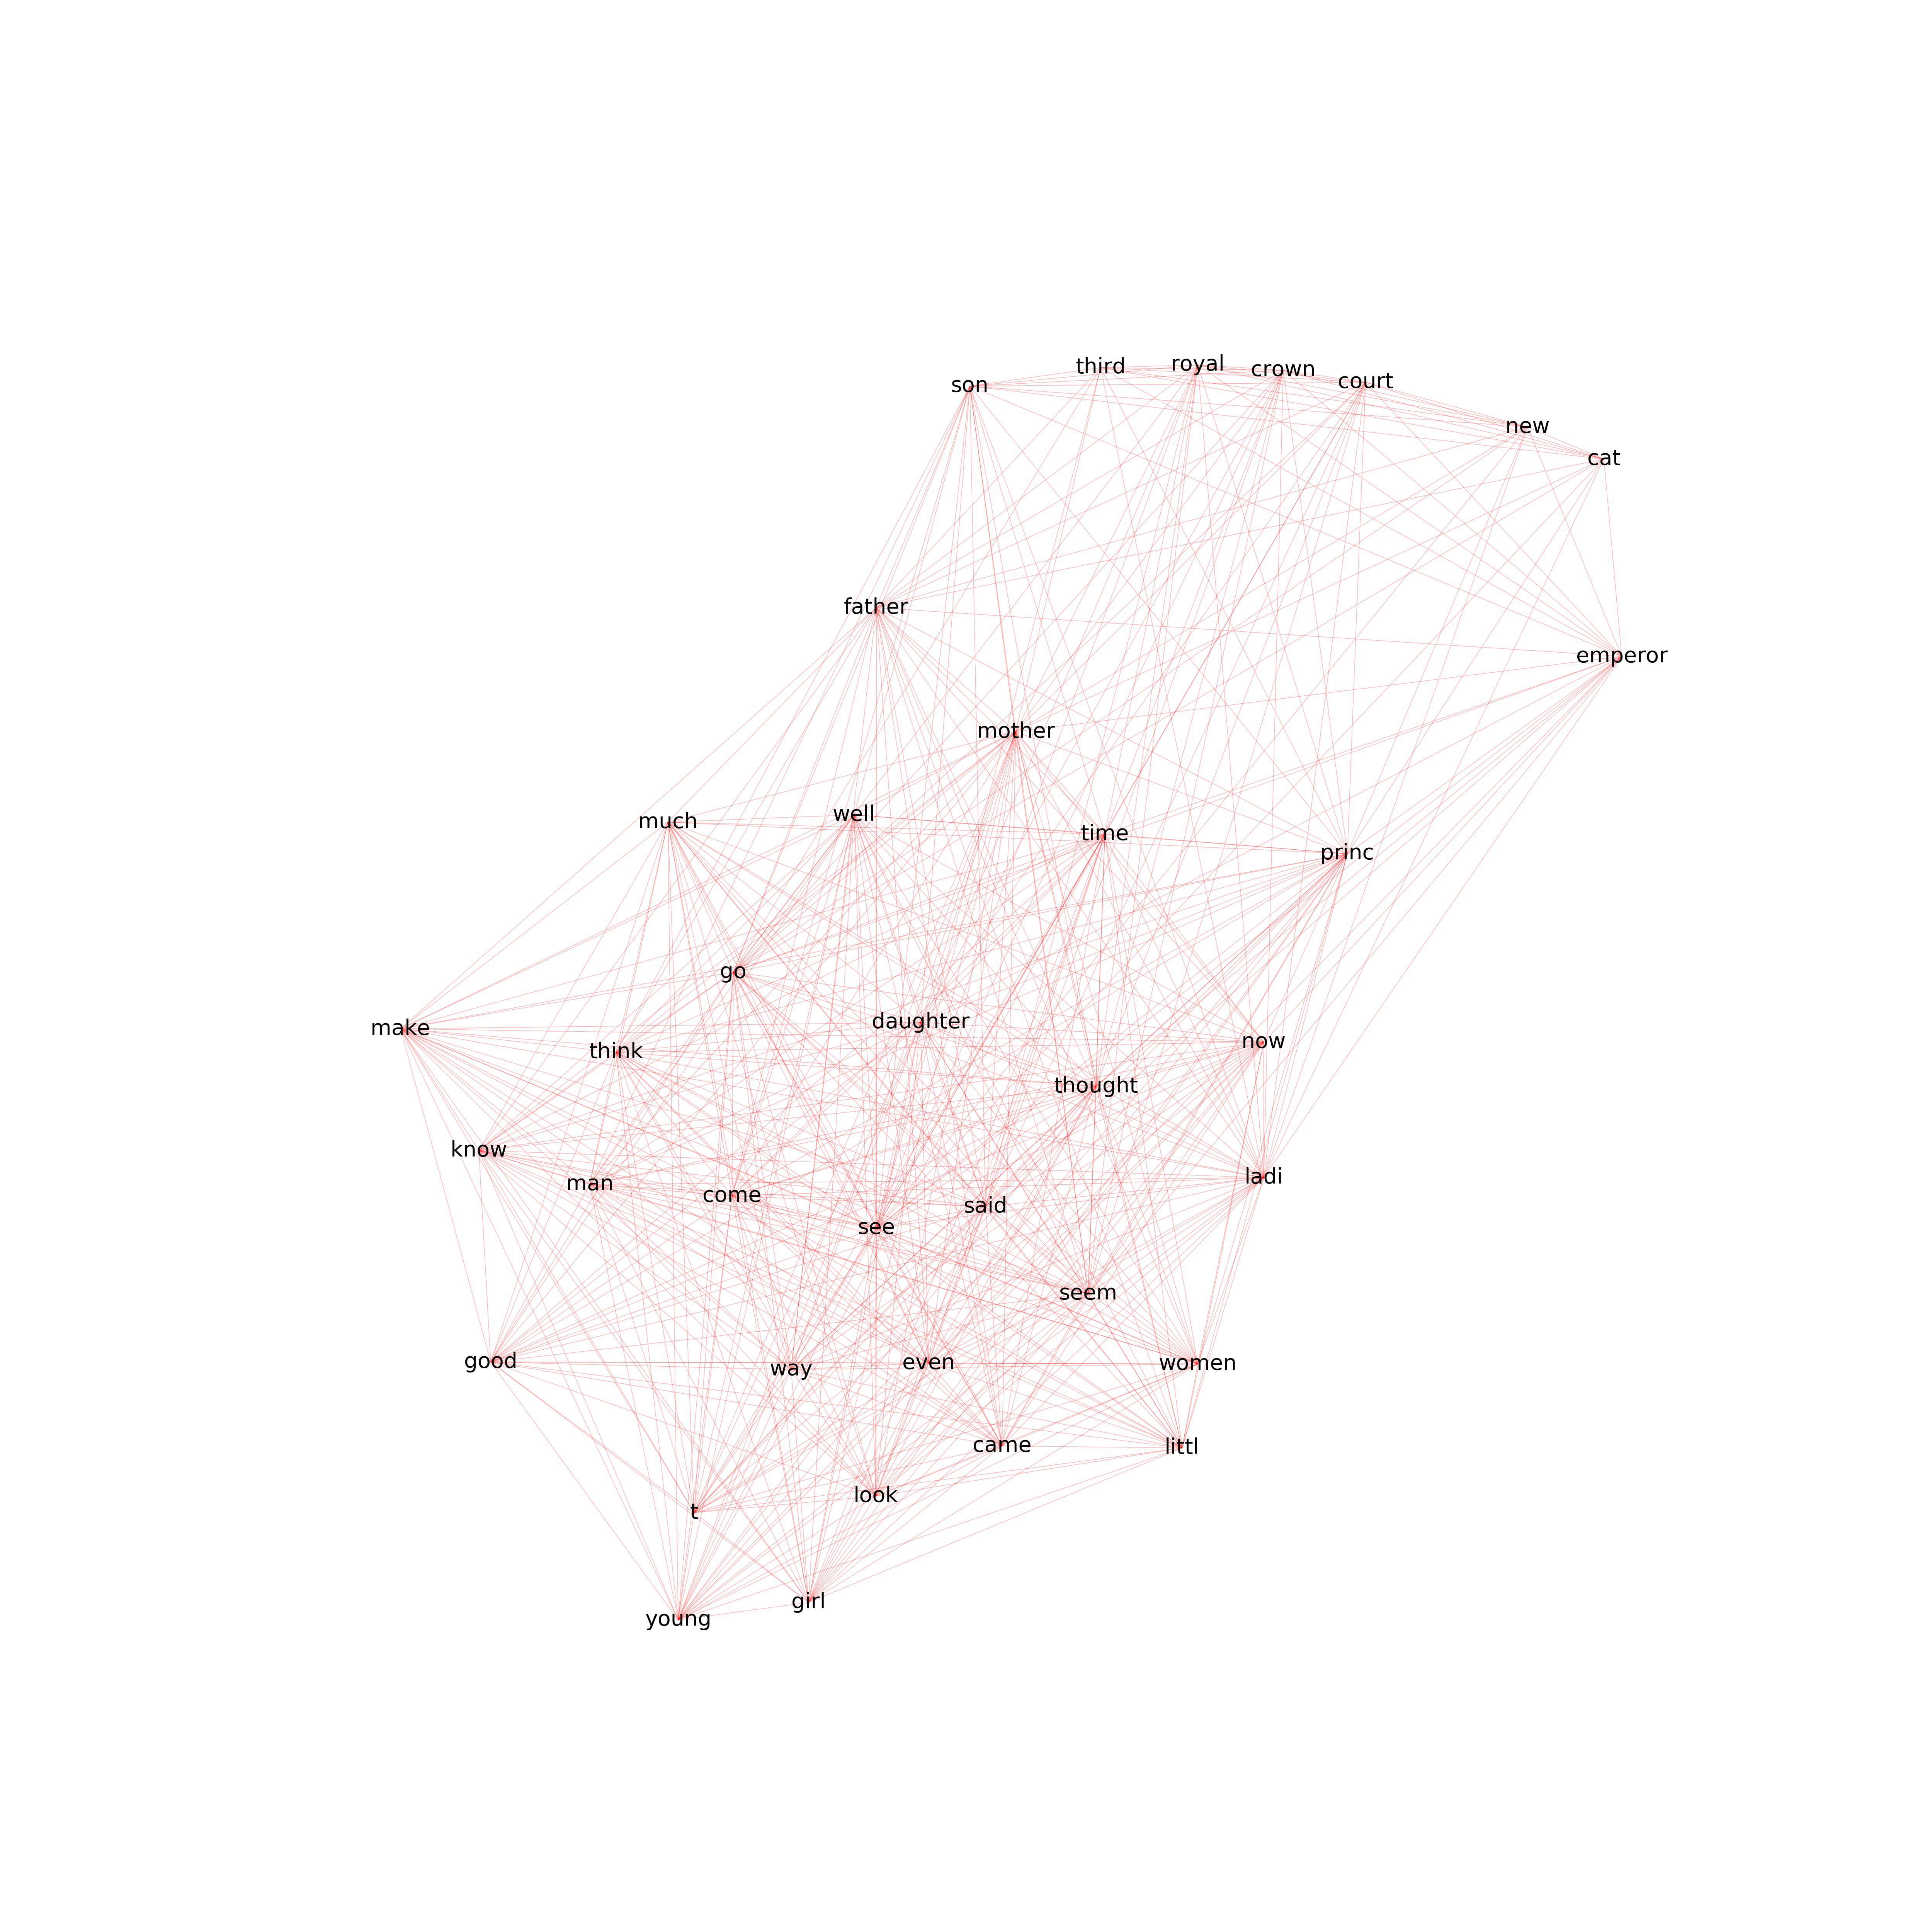 royal
third
crown
court
son
new
cat
father
emperor
mother
well
much
time
princ
go
daughter
make
now
think
thought
know
ladi
man
come
said
see
seem
good
even
women
way
came
littl
look
t
girl
young